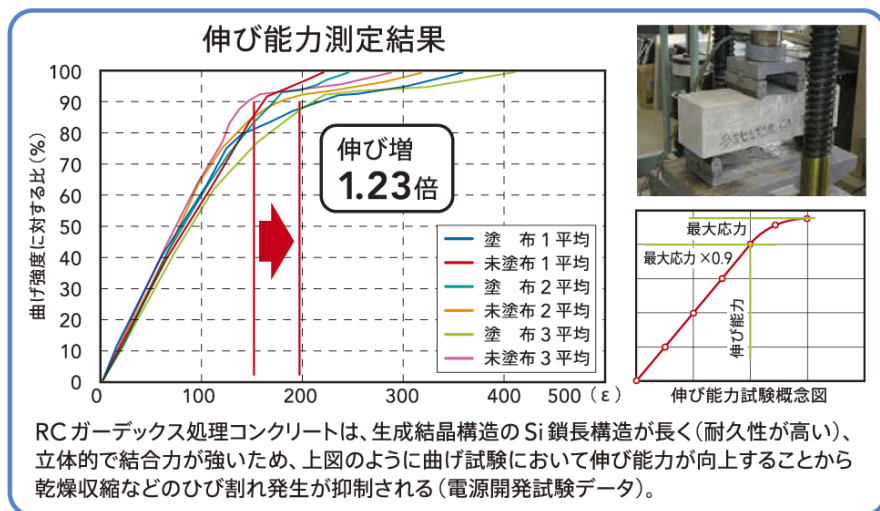 伸び能力測定結果
曲げ強度に対する比(%)
100
90
80
70
60
50
40
30
20
10
0
0
100
200
300
400
500
(ε)
伸び増
1.23倍
塗　布1平均
未塗布1平均
塗　布2平均
未塗布2平均
塗　布3平均
未塗布3平均
最大応力
最大応力×0.9
伸び能力
伸び能力試験概念図
RCガーデックス処理コンクリートは、生成結晶構造のSi鎖長構造が長く(耐久性が高い)、
立体的で結合力が強いため、上図のように曲げ試験において伸び能力が向上することから
乾燥収縮などのひび割れ発生が抑制される(電源開発試験データ)。